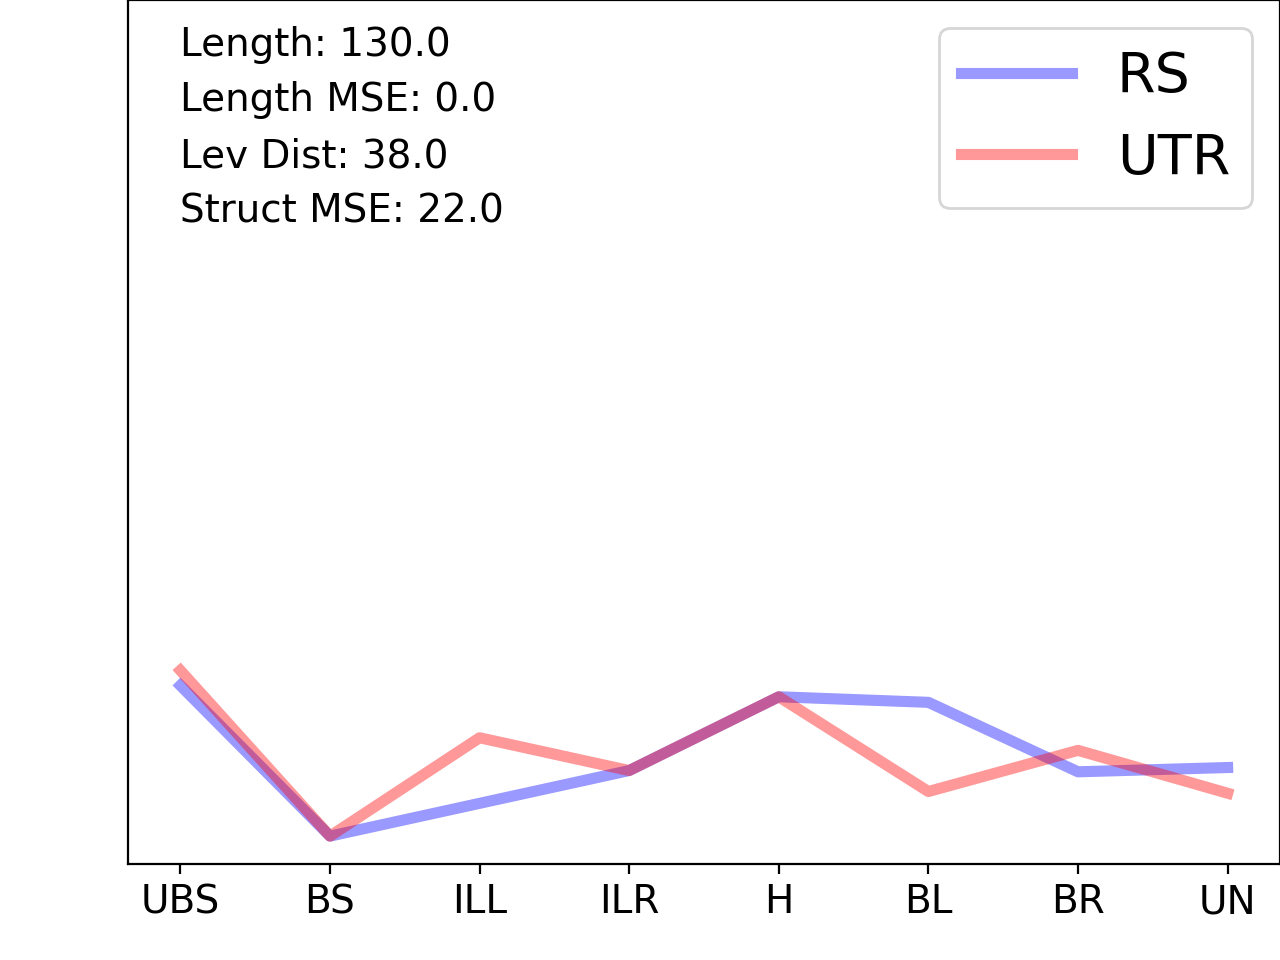 Length: 130.0
Length MSE: 0.0
Lev Dist: 38.0
Struct MSE: 22.0
RS
UTR
UBS BS ILL ILR H BL BR UN